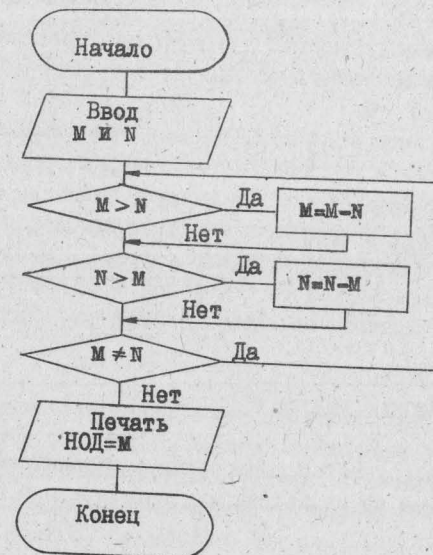 Начало
Ввод
М и N
M > N
Да
M=M-N
Нет
N > M
Да
N=N-M
Нет
M ≠ N
Да
Нет
Печать
НОД=М
Конец